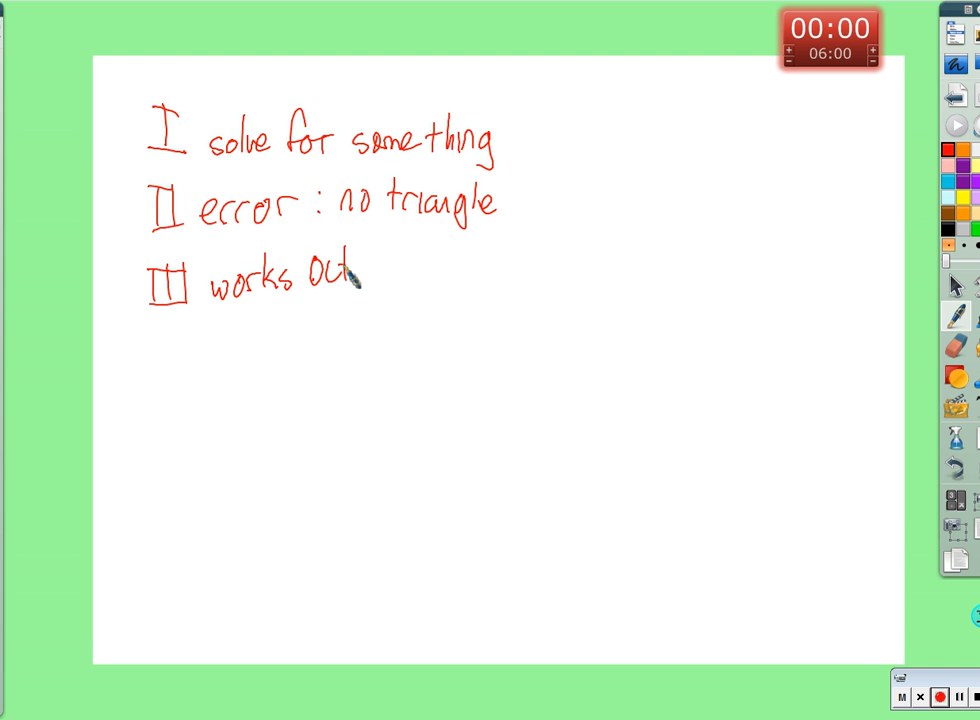 00:00
06:00
I solve for something
II error : no triangle
III works out
M